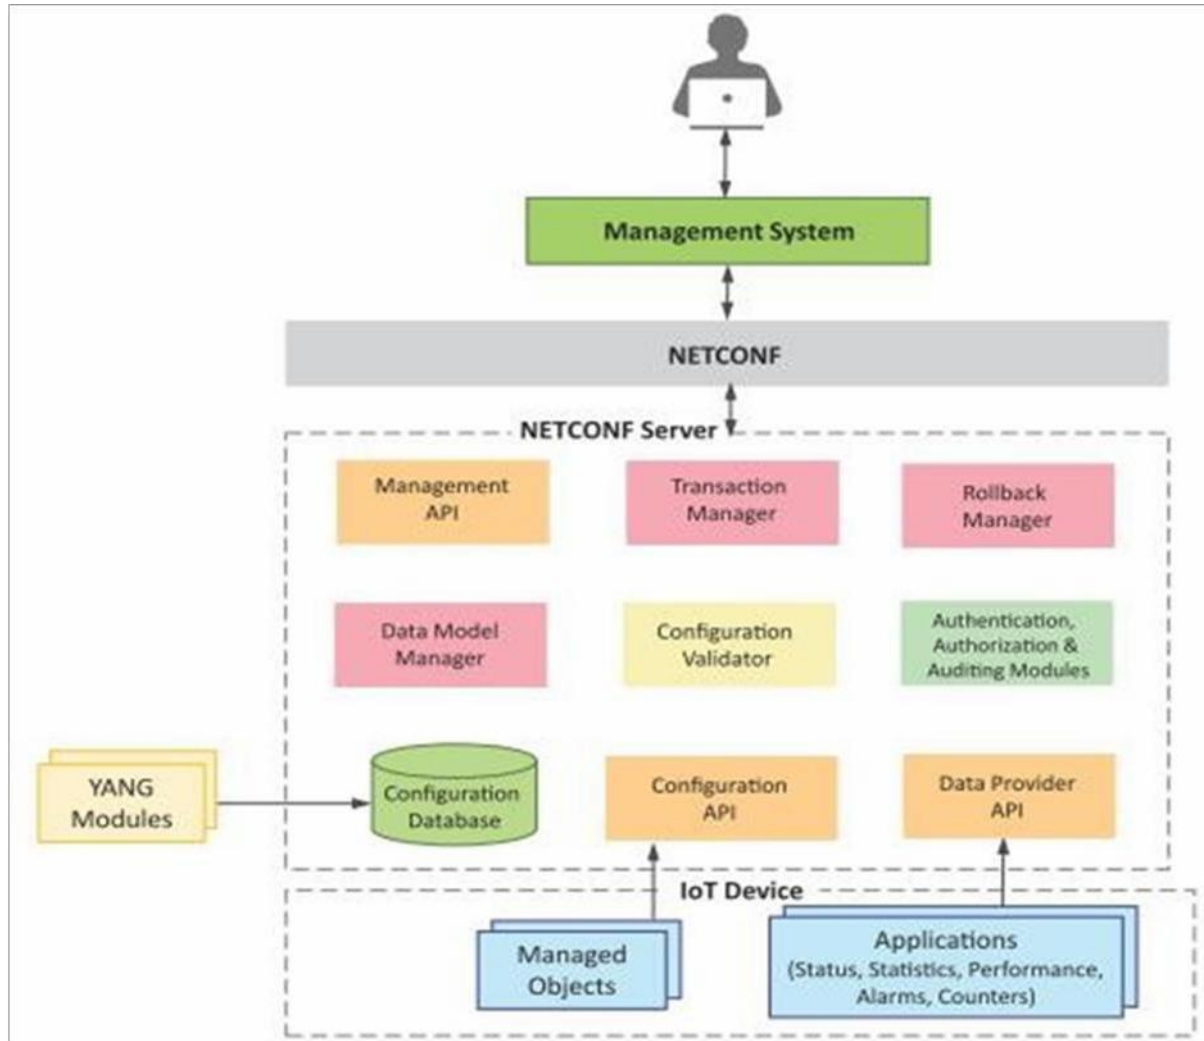 Management System
NETCONF
NETCONF Server
Management
API
Transaction
Manager
Rollback
Manager
Data Model
Manager
Configuration
Validator
Authentication,
Authorization &
Auditing Modules
YANG
Modules
Configuration
Database
Configuration
API
Data Provider
API
IoT Device
Managed
Objects
Applications
(Status, Statistics, Performance,
Alarms, Counters)